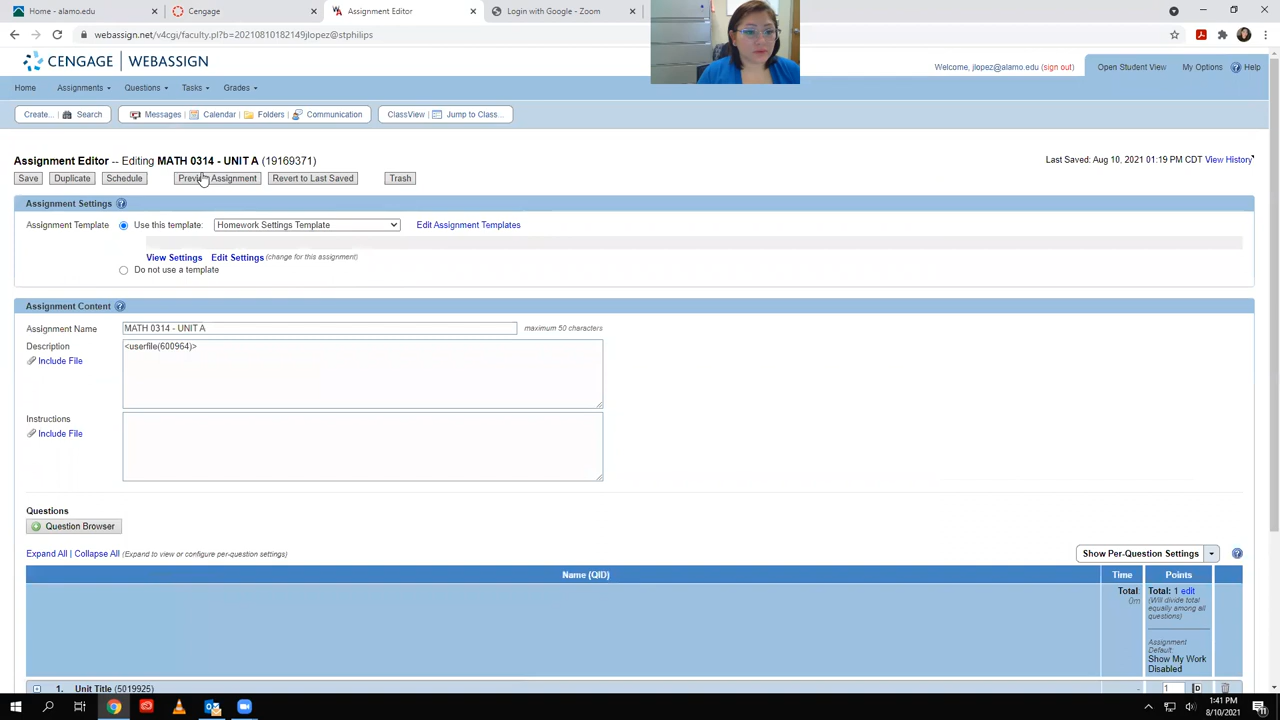 Home - alamo.edu
Cengage
Assignment Editor
Login with Google - Zoom
webassign.net/v4cgi/faculty.pl?b=20210810182149jlopez@stphilips
CENGAGE | WEBASSIGN
Welcome, jlopez@alamo.edu (sign out)
Open Student View
My Options
Help
Home
Assignments
Questions
Tasks
Grades
Create...
Search
Messages
Calendar
Folders
Communication
ClassView
Jump to Class...
Assignment Editor -- Editing MATH 0314 - UNIT A (19169371)
Last Saved: Aug 10, 2021 01:19 PM CDT View History
Save
Duplicate
Schedule
Preview Assignment
Revert to Last Saved
Trash
Assignment Settings
Assignment Template
Use this template:
Homework Settings Template
Edit Assignment Templates
View Settings Edit Settings (change for this assignment)
Do not use a template
Assignment Content
Assignment Name
MATH 0314 - UNIT A
maximum 50 characters
Description
<userfile(600964)>
Include File
Instructions
Include File
Questions
Question Browser
Expand All | Collapse All (Expand to view or configure per-question settings)
Show Per-Question Settings
Name (QID)
Time
Points
Total
0m
Total: 1 edit
(Will divide total
equally among all
questions)
Assignment
Default:
Show My Work
Disabled
1. Unit Title (5019925)
-
1
D
1:41 PM
8/10/2021